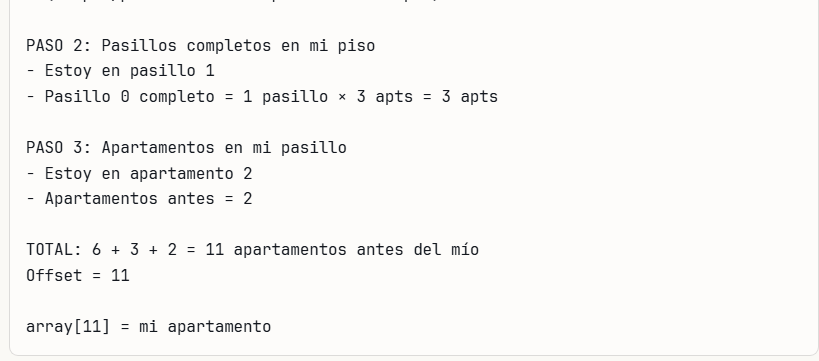 PASO 2: Pasillos completos en mi piso
- Estoy en pasillo 1
- Pasillo 0 completo = 1 pasillo × 3 apts = 3 apts
PASO 3: Apartamentos en mi pasillo
- Estoy en apartamento 2
- Apartamentos antes = 2
TOTAL: 6 + 3 + 2 = 11 apartamentos antes del mío
Offset = 11
array[11] = mi apartamento